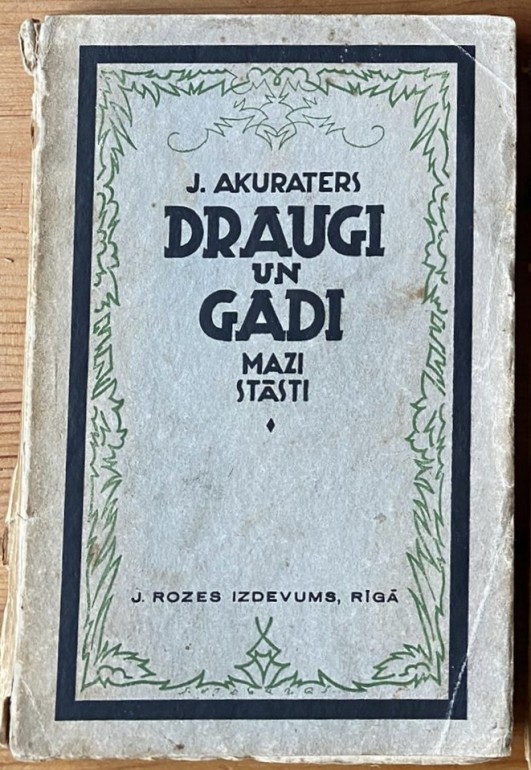 J. AKURATERS
DRAUGI
UN
GADI
MAZI
STĀSTI
J. ROZES IZDEVUMS, RĪGĀ